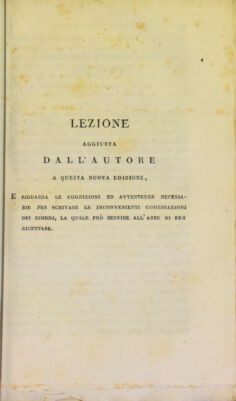 LEZIONE
AGGIUNTA
DALL'AUTORE
A QUESTA NUOVA EDIZIONE,
E RIGUARDA LE COGNIZIONI ED AVVERTENZE NECESSA-
RIE PER SCHIVARE LE INCONVENIENTI COMBINAZIONI
DEI RIMEDJ, LA QUALE PUÒ SERVIRE ALL'ARTE DI BEN
RICETTARE.